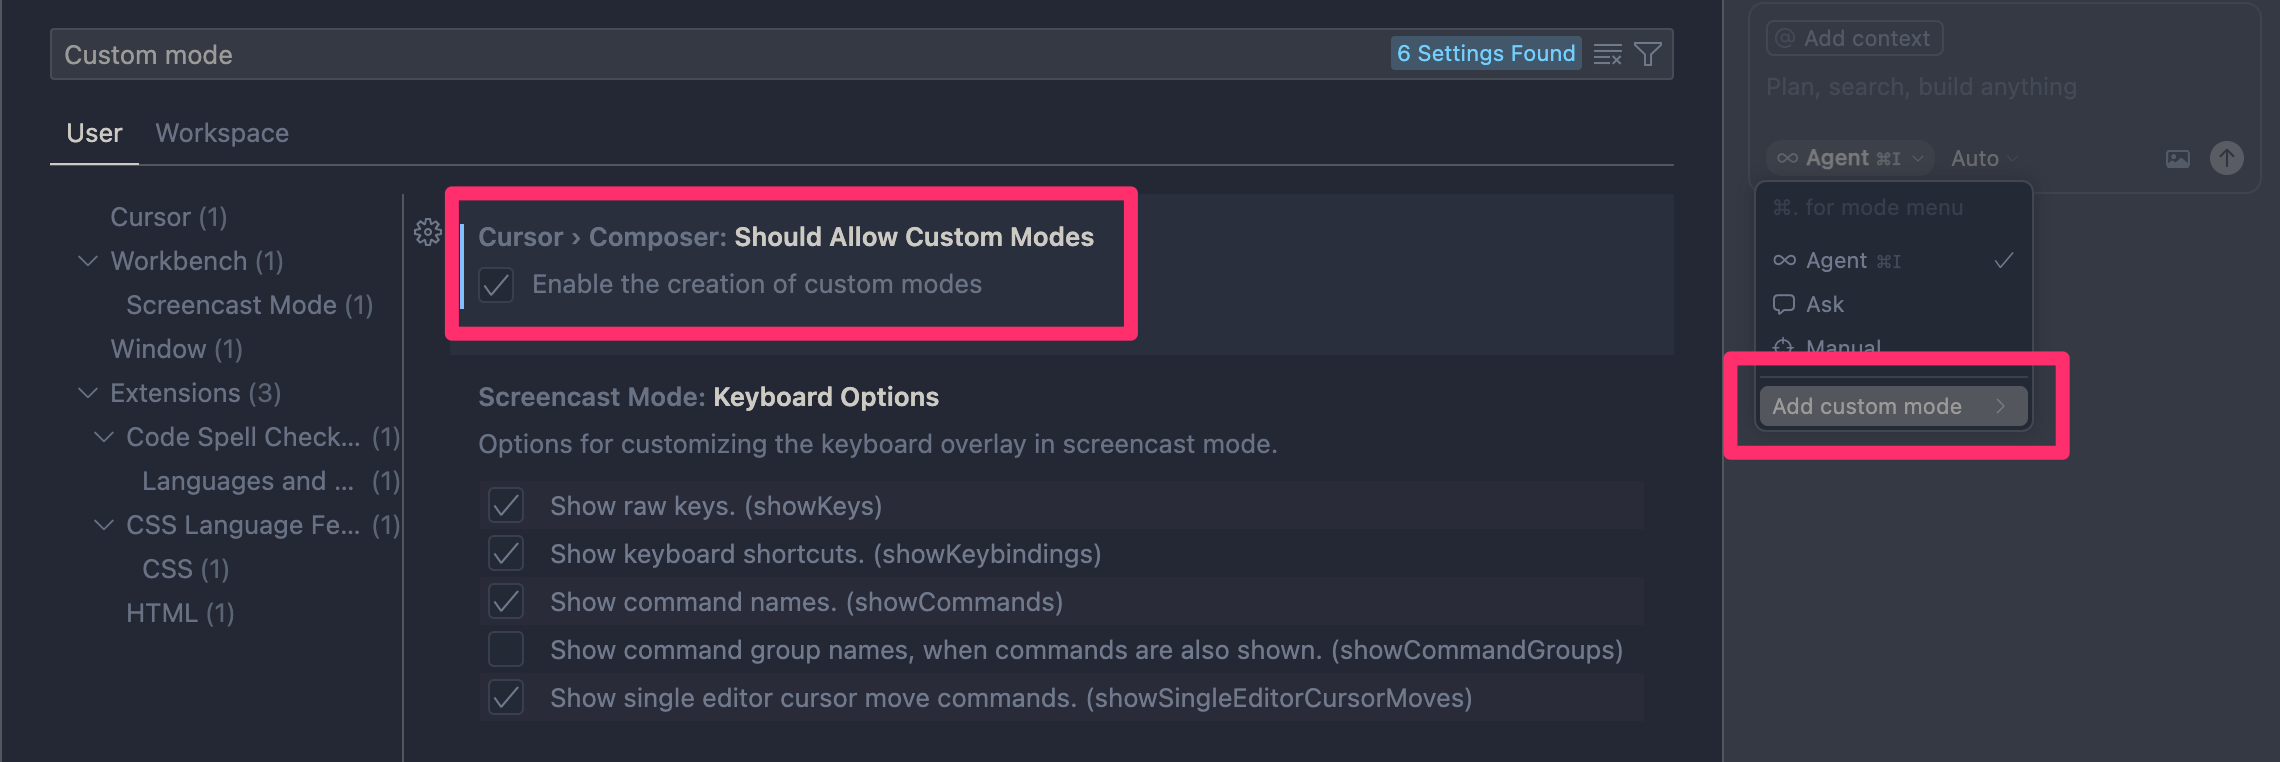 Custom mode
6 Settings Found
User
Workspace
Cursor (1)
Workbench (1)
Screencast Mode (1)
Window (1)
Extensions (3)
Code Spell Check... (1)
Languages and ... (1)
CSS Language Fe... (1)
CSS (1)
HTML (1)
Cursor › Composer: Should Allow Custom Modes
Enable the creation of custom modes
Screencast Mode: Keyboard Options
Options for customizing the keyboard overlay in screencast mode.
Show raw keys. (showKeys)
Show keyboard shortcuts. (showKeybindings)
Show command names. (showCommands)
Show command group names, when commands are also shown. (showCommandGroups)
Show single editor cursor move commands. (showSingleEditorCursorMoves)
@ Add context
Plan, search, build anything
∞ Agent ⌘I
Auto
⌘. for mode menu
∞ Agent ⌘I
Ask
Manual
Add custom mode